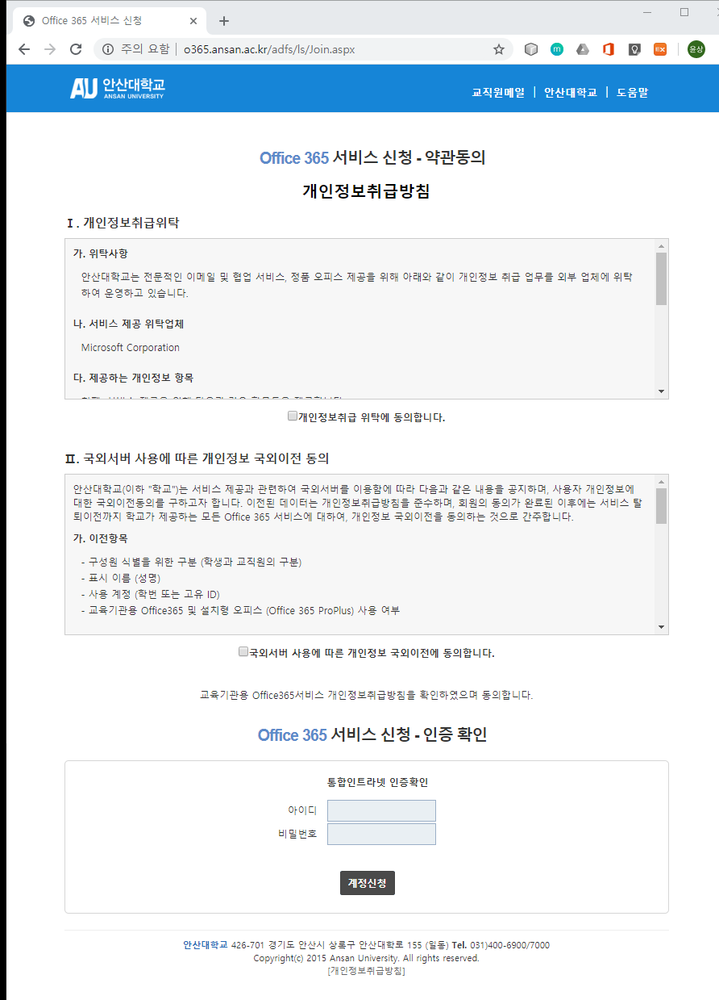 Office 365 서비스 신청
주의 요함 | o365.ansan.ac.kr/adfs/ls/Join.aspx
m
EX
윤상
AU 안산대학교
ANSAN UNIVERSITY
교직원메일 | 안산대학교 | 도움말
Office 365 서비스 신청 - 약관동의
개인정보취급방침
Ⅰ. 개인정보취급위탁
가. 위탁사항
안산대학교는 전문적인 이메일 및 협업 서비스, 정품 오피스 제공을 위해 아래와 같이 개인정보 취급 업무를 외부 업체에 위탁
하여 운영하고 있습니다.
나. 서비스 제공 위탁업체
Microsoft Corporation
다. 제공하는 개인정보 항목
개인정보취급 위탁에 동의합니다.
Ⅱ. 국외서버 사용에 따른 개인정보 국외이전 동의
안산대학교(이하 "학교")는 서비스 제공과 관련하여 국외서버를 이용함에 따라 다음과 같은 내용을 공지하며, 사용자 개인정보에
대한 국외이전동의를 구하고자 합니다. 이전된 데이터는 개인정보취급방침을 준수하며, 회원의 동의가 완료된 이후에는 서비스 탈
퇴이전까지 학교가 제공하는 모든 Office 365 서비스에 대하여, 개인정보 국외이전을 동의하는 것으로 간주합니다.
가. 이전항목
- 구성원 식별을 위한 구분 (학생과 교직원의 구분)
- 표시 이름 (성명)
- 사용 계정 (학번 또는 고유 ID)
- 교육기관용 Office365 및 설치형 오피스 (Office 365 ProPlus) 사용 여부
국외서버 사용에 따른 개인정보 국외이전에 동의합니다.
교육기관용 Office365서비스 개인정보취급방침을 확인하였으며 동의합니다.
Office 365 서비스 신청 - 인증 확인
통합인트라넷 인증확인
아이디
비밀번호
계정신청
안산대학교 426-701 경기도 안산시 상록구 안산대학로 155 (일동) Tel. 031)400-6900/7000
Copyright(c) 2015 Ansan University. All rights reserved.
[개인정보취급방침]